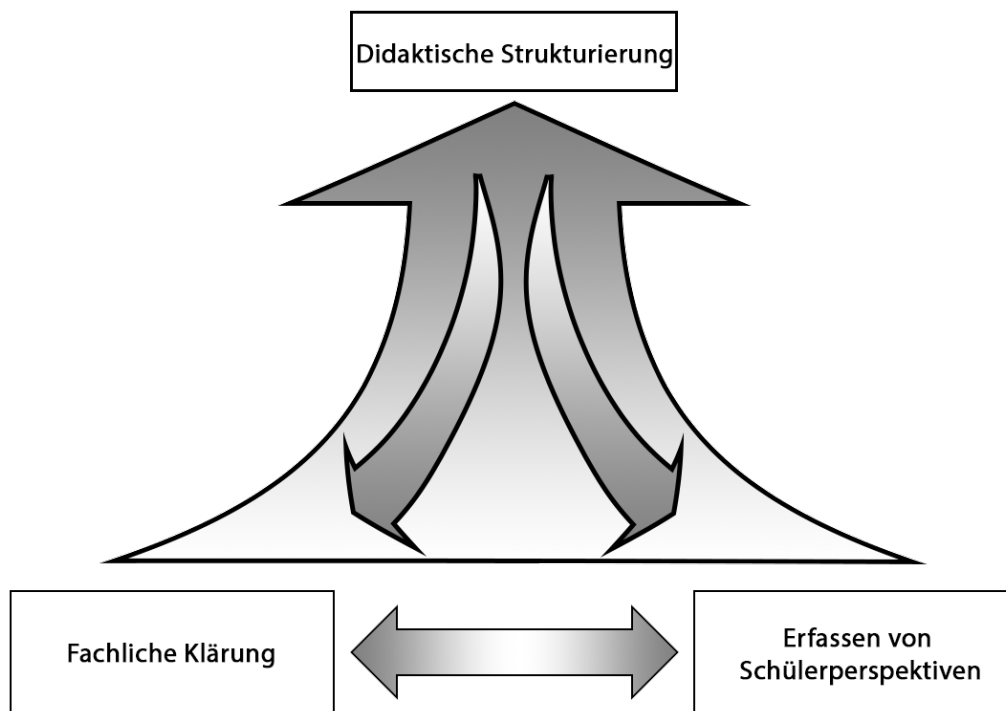 Didaktische Strukturierung
Fachliche Klärung
Erfassen von
Schülerperspektiven